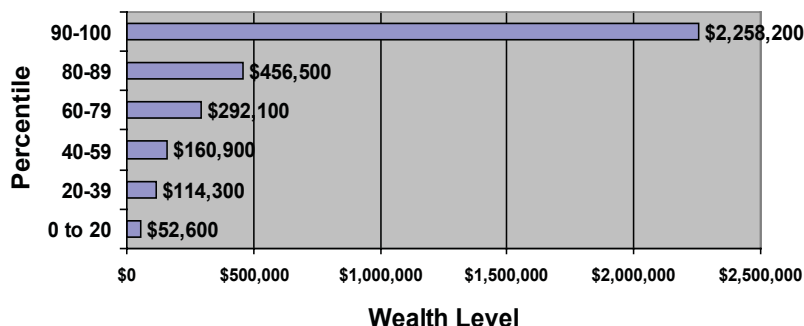 Percentile
90-100 $2,258,200
80-89 $456,500
60-79 $292,100
40-59 $160,900
20-39 $114,300
0 to 20 $52,600
$0 $500,000 $1,000,000 $1,500,000 $2,000,000 $2,500,000
Wealth Level